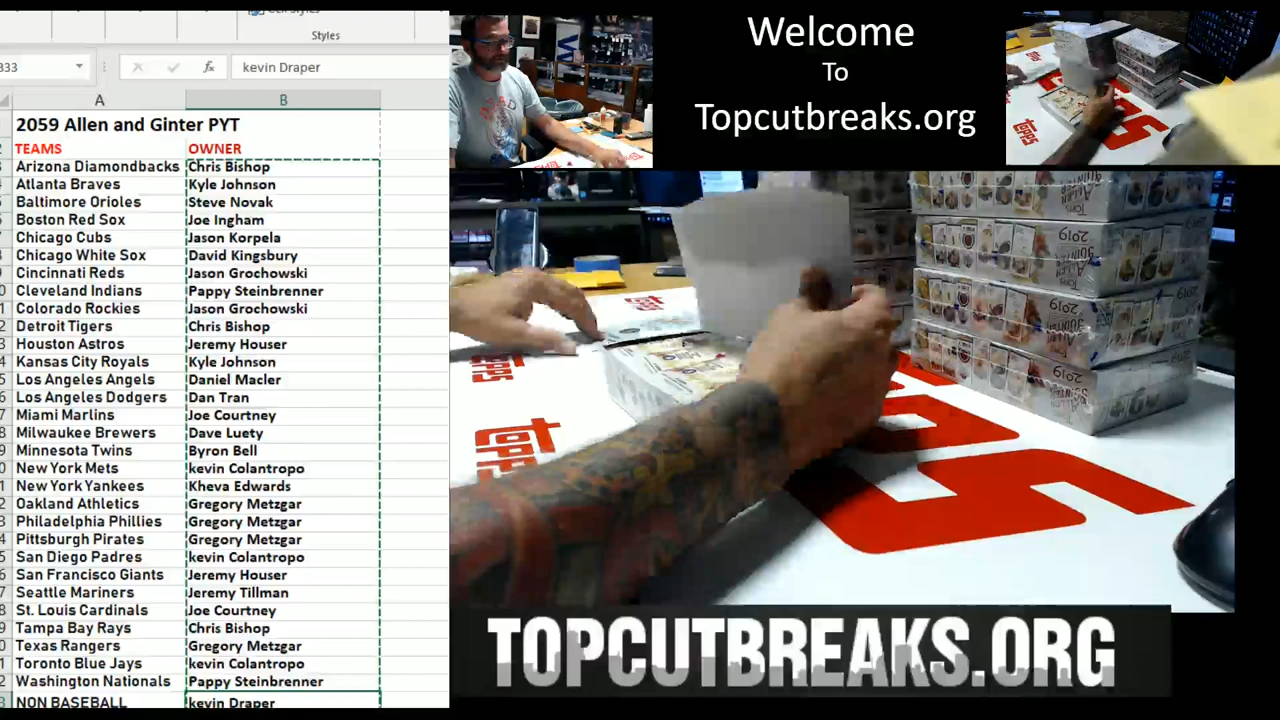 Styles
333
fx
kevin Draper
A
B
2059 Allen and Ginter PYT
TEAMS OWNER
Arizona Diamondbacks Chris Bishop
Atlanta Braves Kyle Johnson
Baltimore Orioles Steve Novak
Boston Red Sox Joe Ingham
Chicago Cubs Jason Korpela
Chicago White Sox David Kingsbury
Cincinnati Reds Jason Grochowski
Cleveland Indians Pappy Steinbrenner
Colorado Rockies Jason Grochowski
Detroit Tigers Chris Bishop
Houston Astros Jeremy Houser
Kansas City Royals Kyle Johnson
Los Angeles Angels Daniel Macler
Los Angeles Dodgers Dan Tran
Miami Marlins Joe Courtney
Milwaukee Brewers Dave Luety
Minnesota Twins Byron Bell
New York Mets kevin Colantropo
New York Yankees Kheva Edwards
Oakland Athletics Gregory Metzgar
Philadelphia Phillies Gregory Metzgar
Pittsburgh Pirates Gregory Metzgar
San Diego Padres kevin Colantropo
San Francisco Giants Jeremy Houser
Seattle Mariners Jeremy Tillman
St. Louis Cardinals Joe Courtney
Tampa Bay Rays Chris Bishop
Texas Rangers Gregory Metzgar
Toronto Blue Jays kevin Colantropo
Washington Nationals Pappy Steinbrenner
NON BASEBALL kevin Draper
Welcome
To
Topcutbreaks.org
TOPPS
2019
2019
2019
topps
topps
TOPCUTBREAKS.ORG